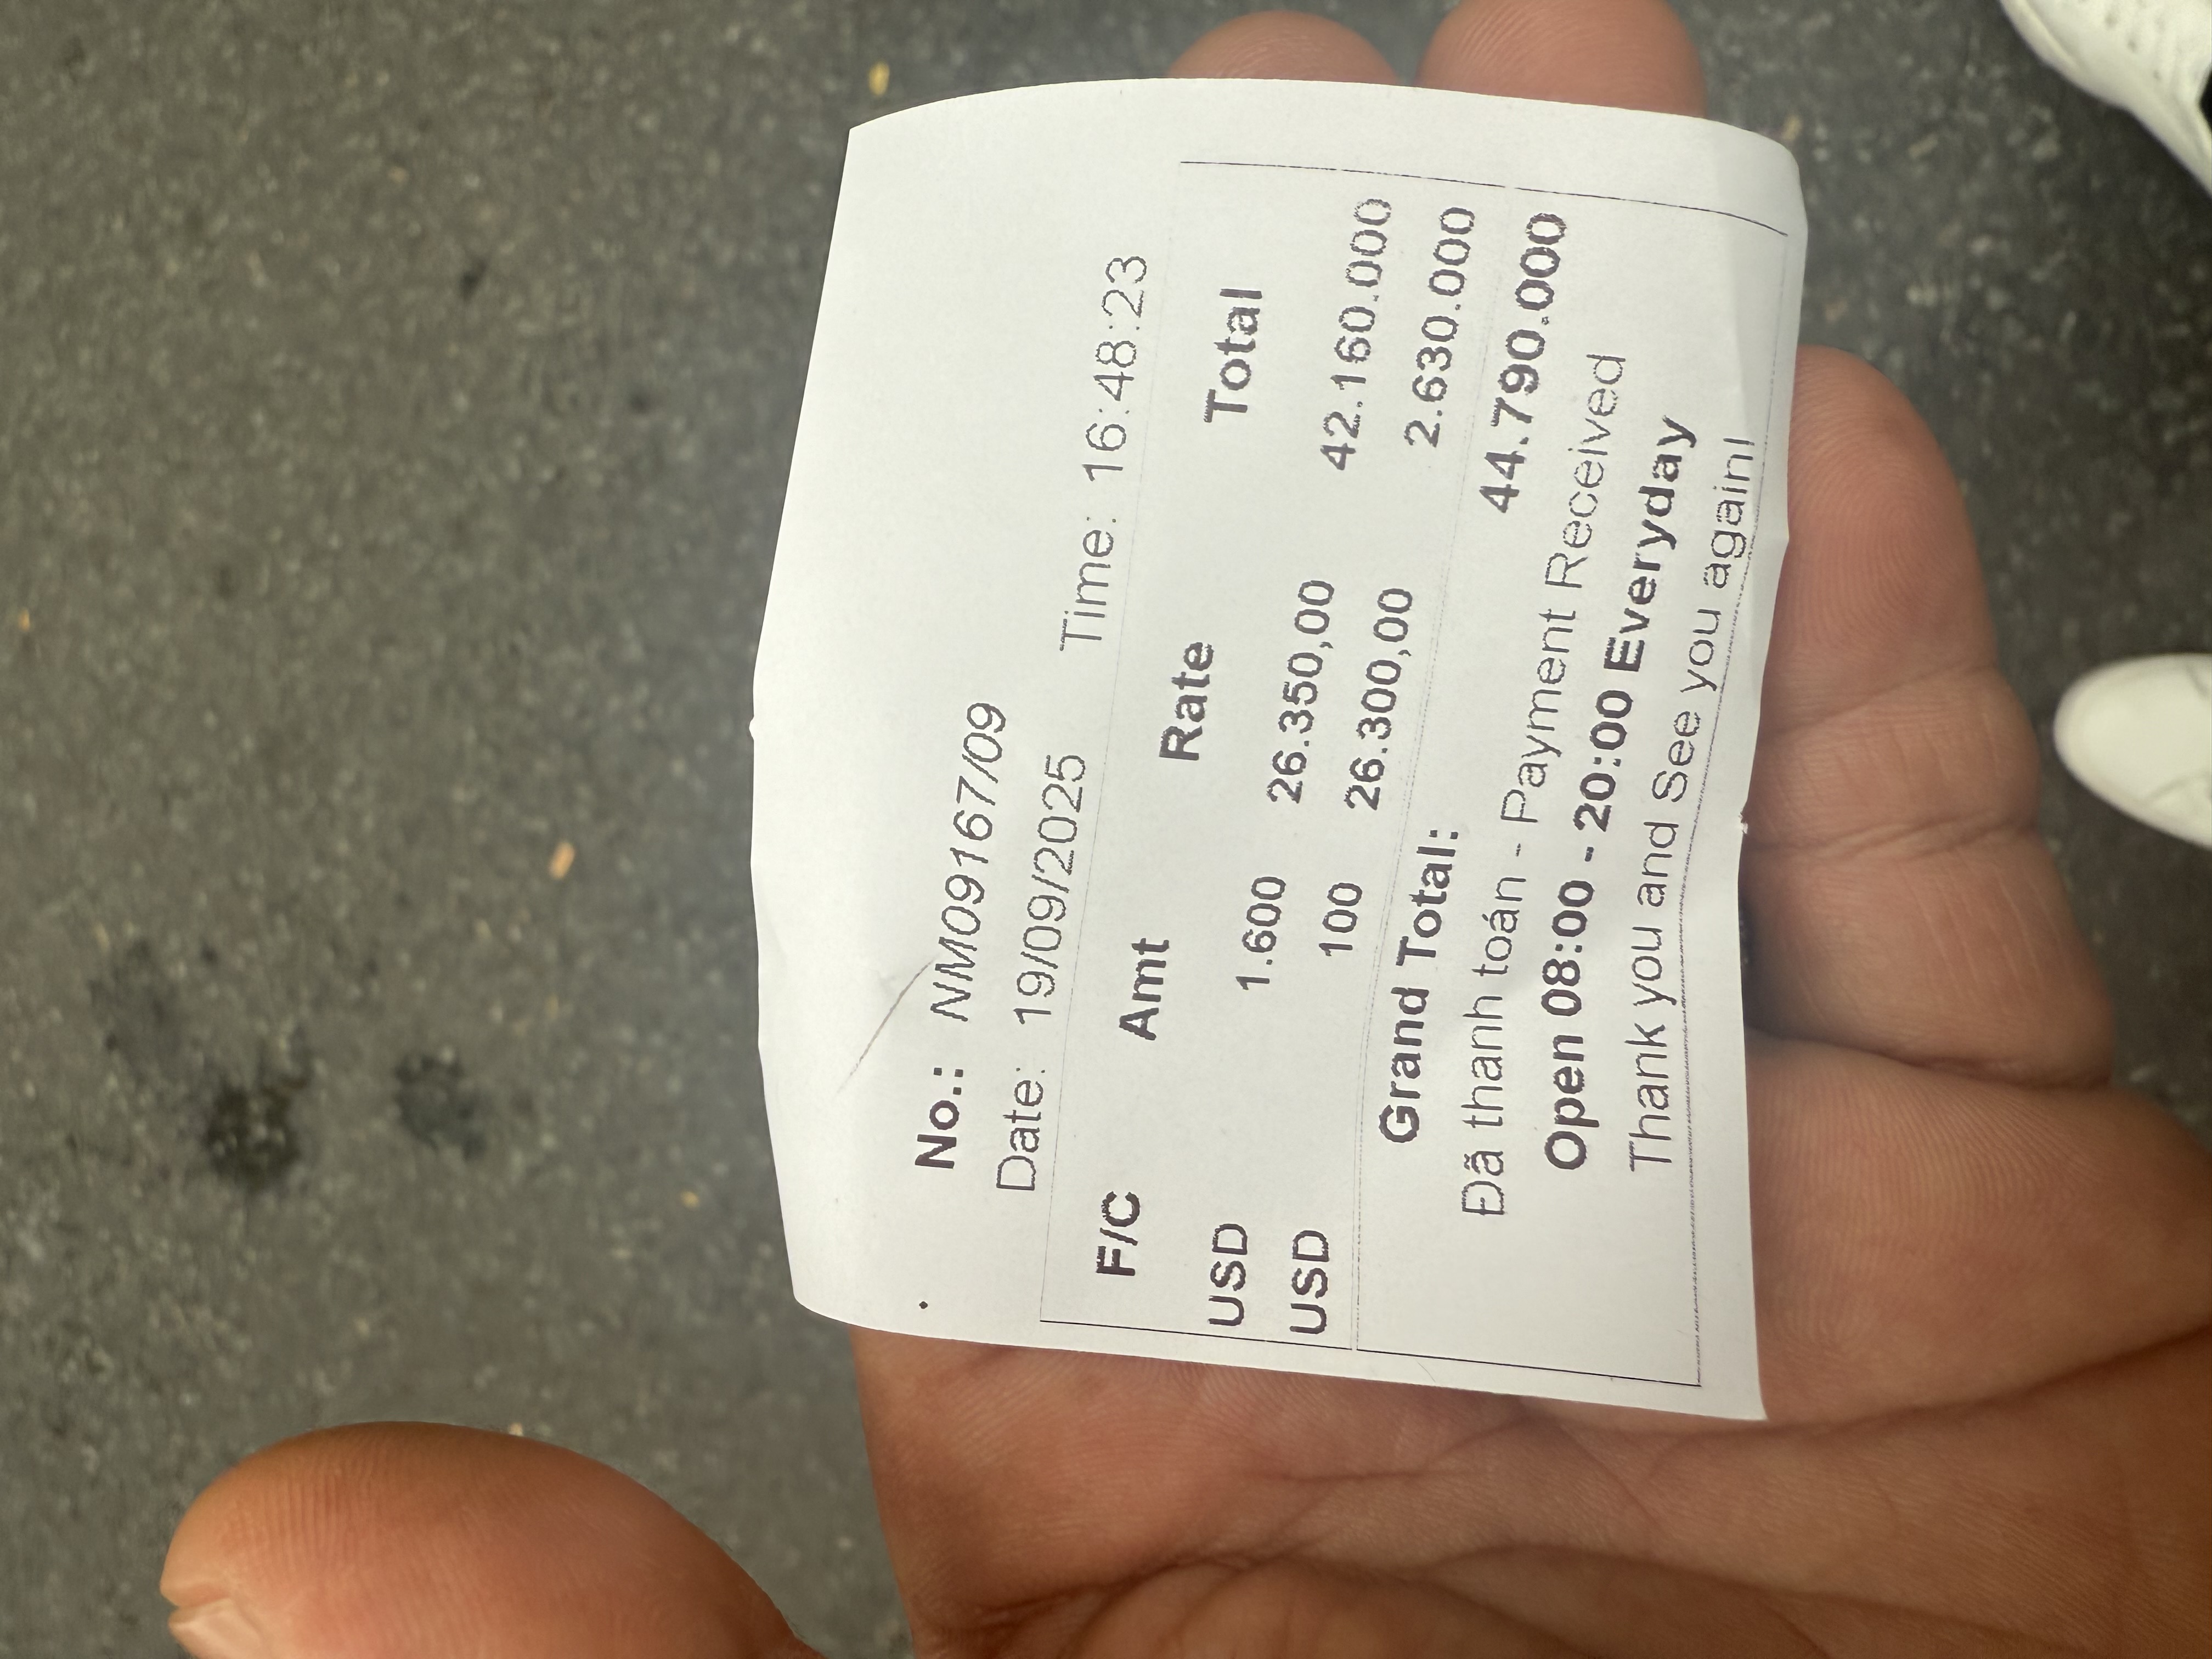 No.: NM09167/09
Date: 19/09/2025 Time: 16:48:23
F/C Amt Rate Total
USD 1.600 26.350,00 42.160.000
USD 100 26.300,00 2.630.000
Grand Total: 44.790.000
Đã thanh toán - Payment Received
Open 08:00 - 20:00 Everyday
Thank you and See you again!